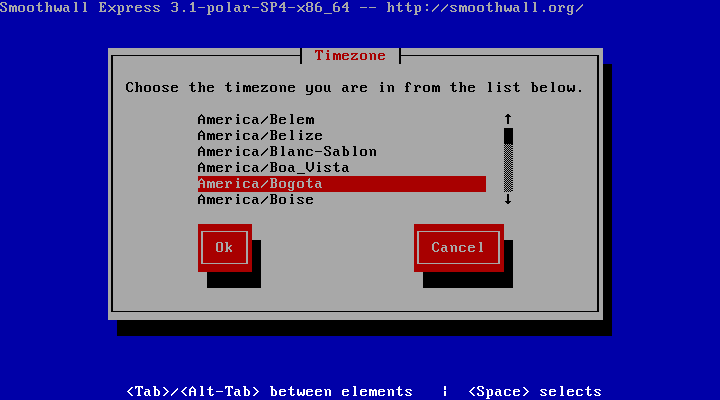 Smoothwall Express 3.1-polar-SP4-x86_64 -- http://smoothwall.org/
Timezone
Choose the timezone you are in from the list below.
America/Belem
America/Belize
America/Blanc-Sablon
America/Boa_Vista
America/Bogota
America/Boise
Ok
Cancel
<Tab>/<Alt-Tab> between elements | <Space> selects